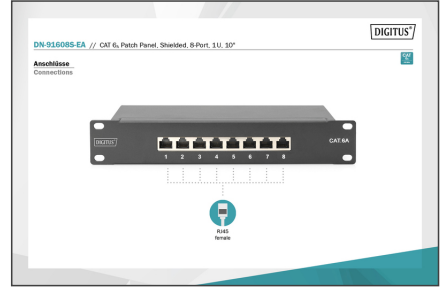 DIGITUS®
DN-91608S-EA // CAT 6A Patch Panel, Shielded, 8-Port, 1U, 10"
CAT
Anschlüsse
Connections
DIGITUS
CAT.6A
1 2 3 4 5 6 7 8
RJ45
female